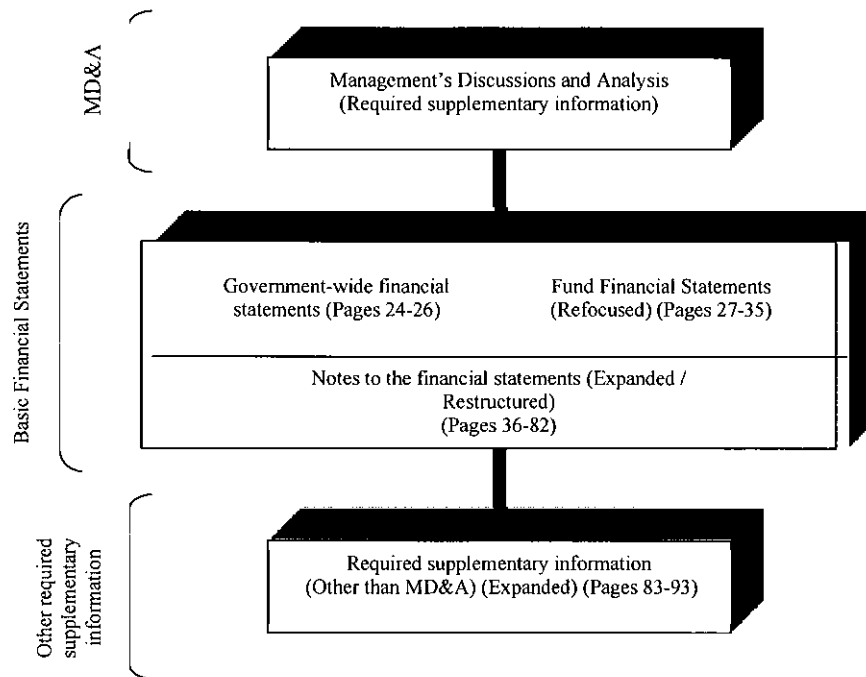 MD&A
Management's Discussions and Analysis
(Required supplementary information)
Basic Financial Statements
Government-wide financial
statements (Pages 24-26)
Fund Financial Statements
(Refocused) (Pages 27-35)
Notes to the financial statements (Expanded /
Restructured)
(Pages 36-82)
Other required
supplementary
information
Required supplementary information
(Other than MD&A) (Expanded) (Pages 83-93)